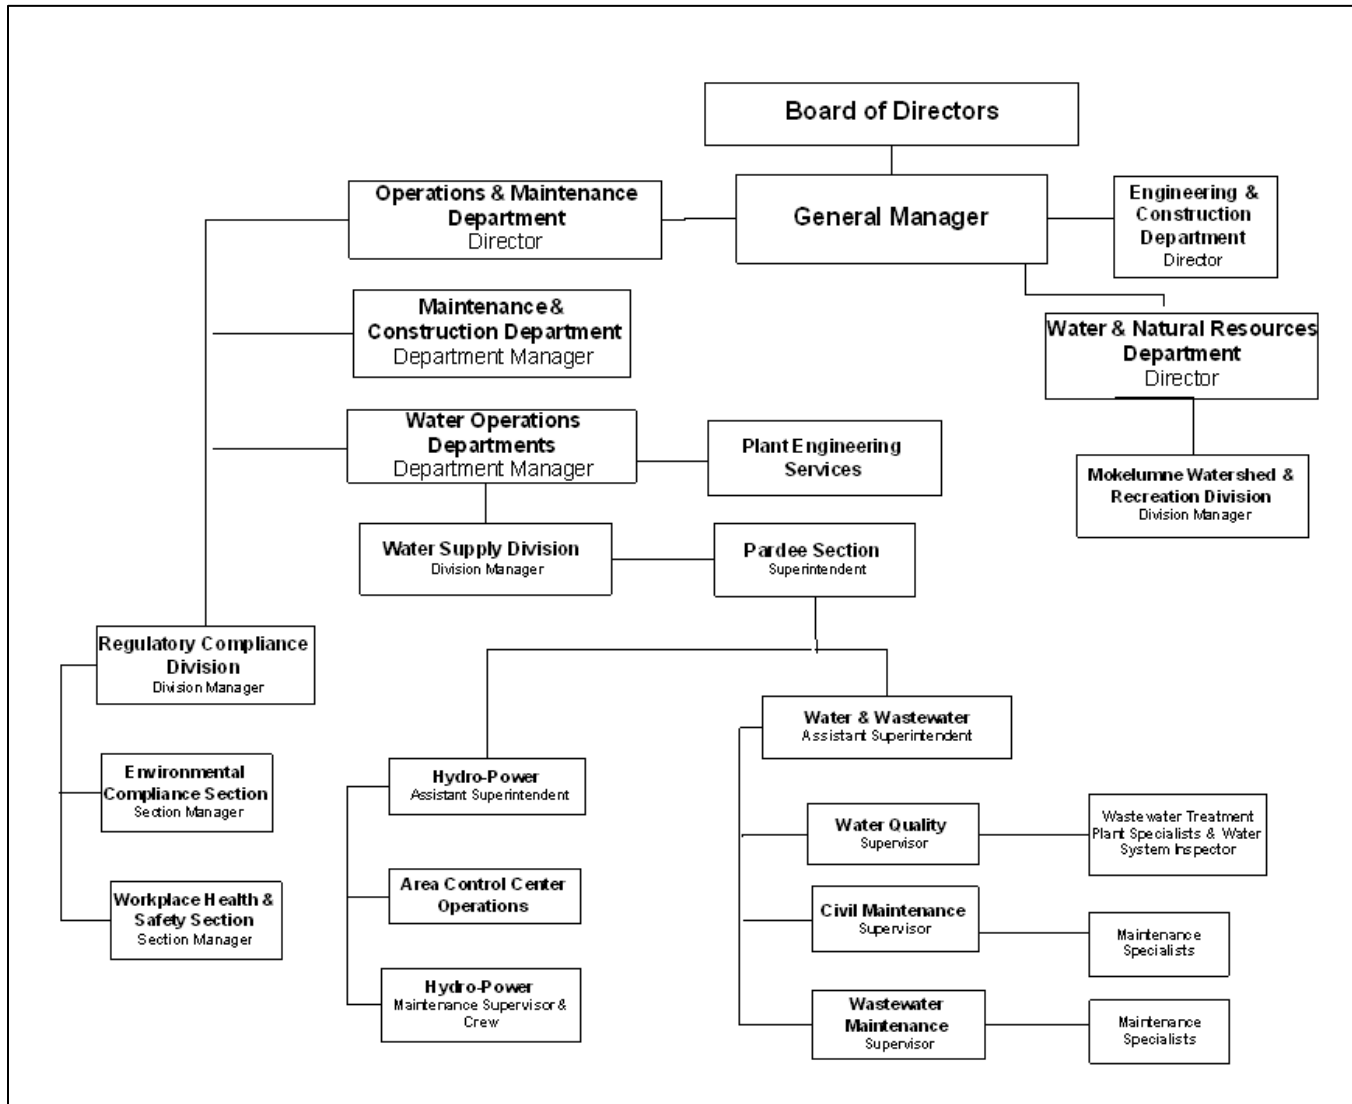 Board of Directors
Operations & Maintenance
Department
Director
General Manager
Engineering &
Construction
Department
Director
Maintenance &
Construction Department
Department Manager
Water & Natural Resources
Department
Director
Water Operations
Departments
Department Manager
Plant Engineering
Services
Mokelumne Watershed &
Recreation Division
Division Manager
Water Supply Division
Division Manager
Pardee Section
Superintendent
Regulatory Compliance
Division
Division Manager
Water & Wastewater
Assistant Superintendent
Environmental
Compliance Section
Section Manager
Hydro-Power
Assistant Superintendent
Water Quality
Supervisor
Wastewater Treatment
Plant Specialists & Water
System Inspector
Workplace Health &
Safety Section
Section Manager
Area Control Center
Operations
Civil Maintenance
Supervisor
Maintenance
Specialists
Hydro-Power
Maintenance Supervisor &
Crew
Wastewater
Maintenance
Supervisor
Maintenance
Specialists